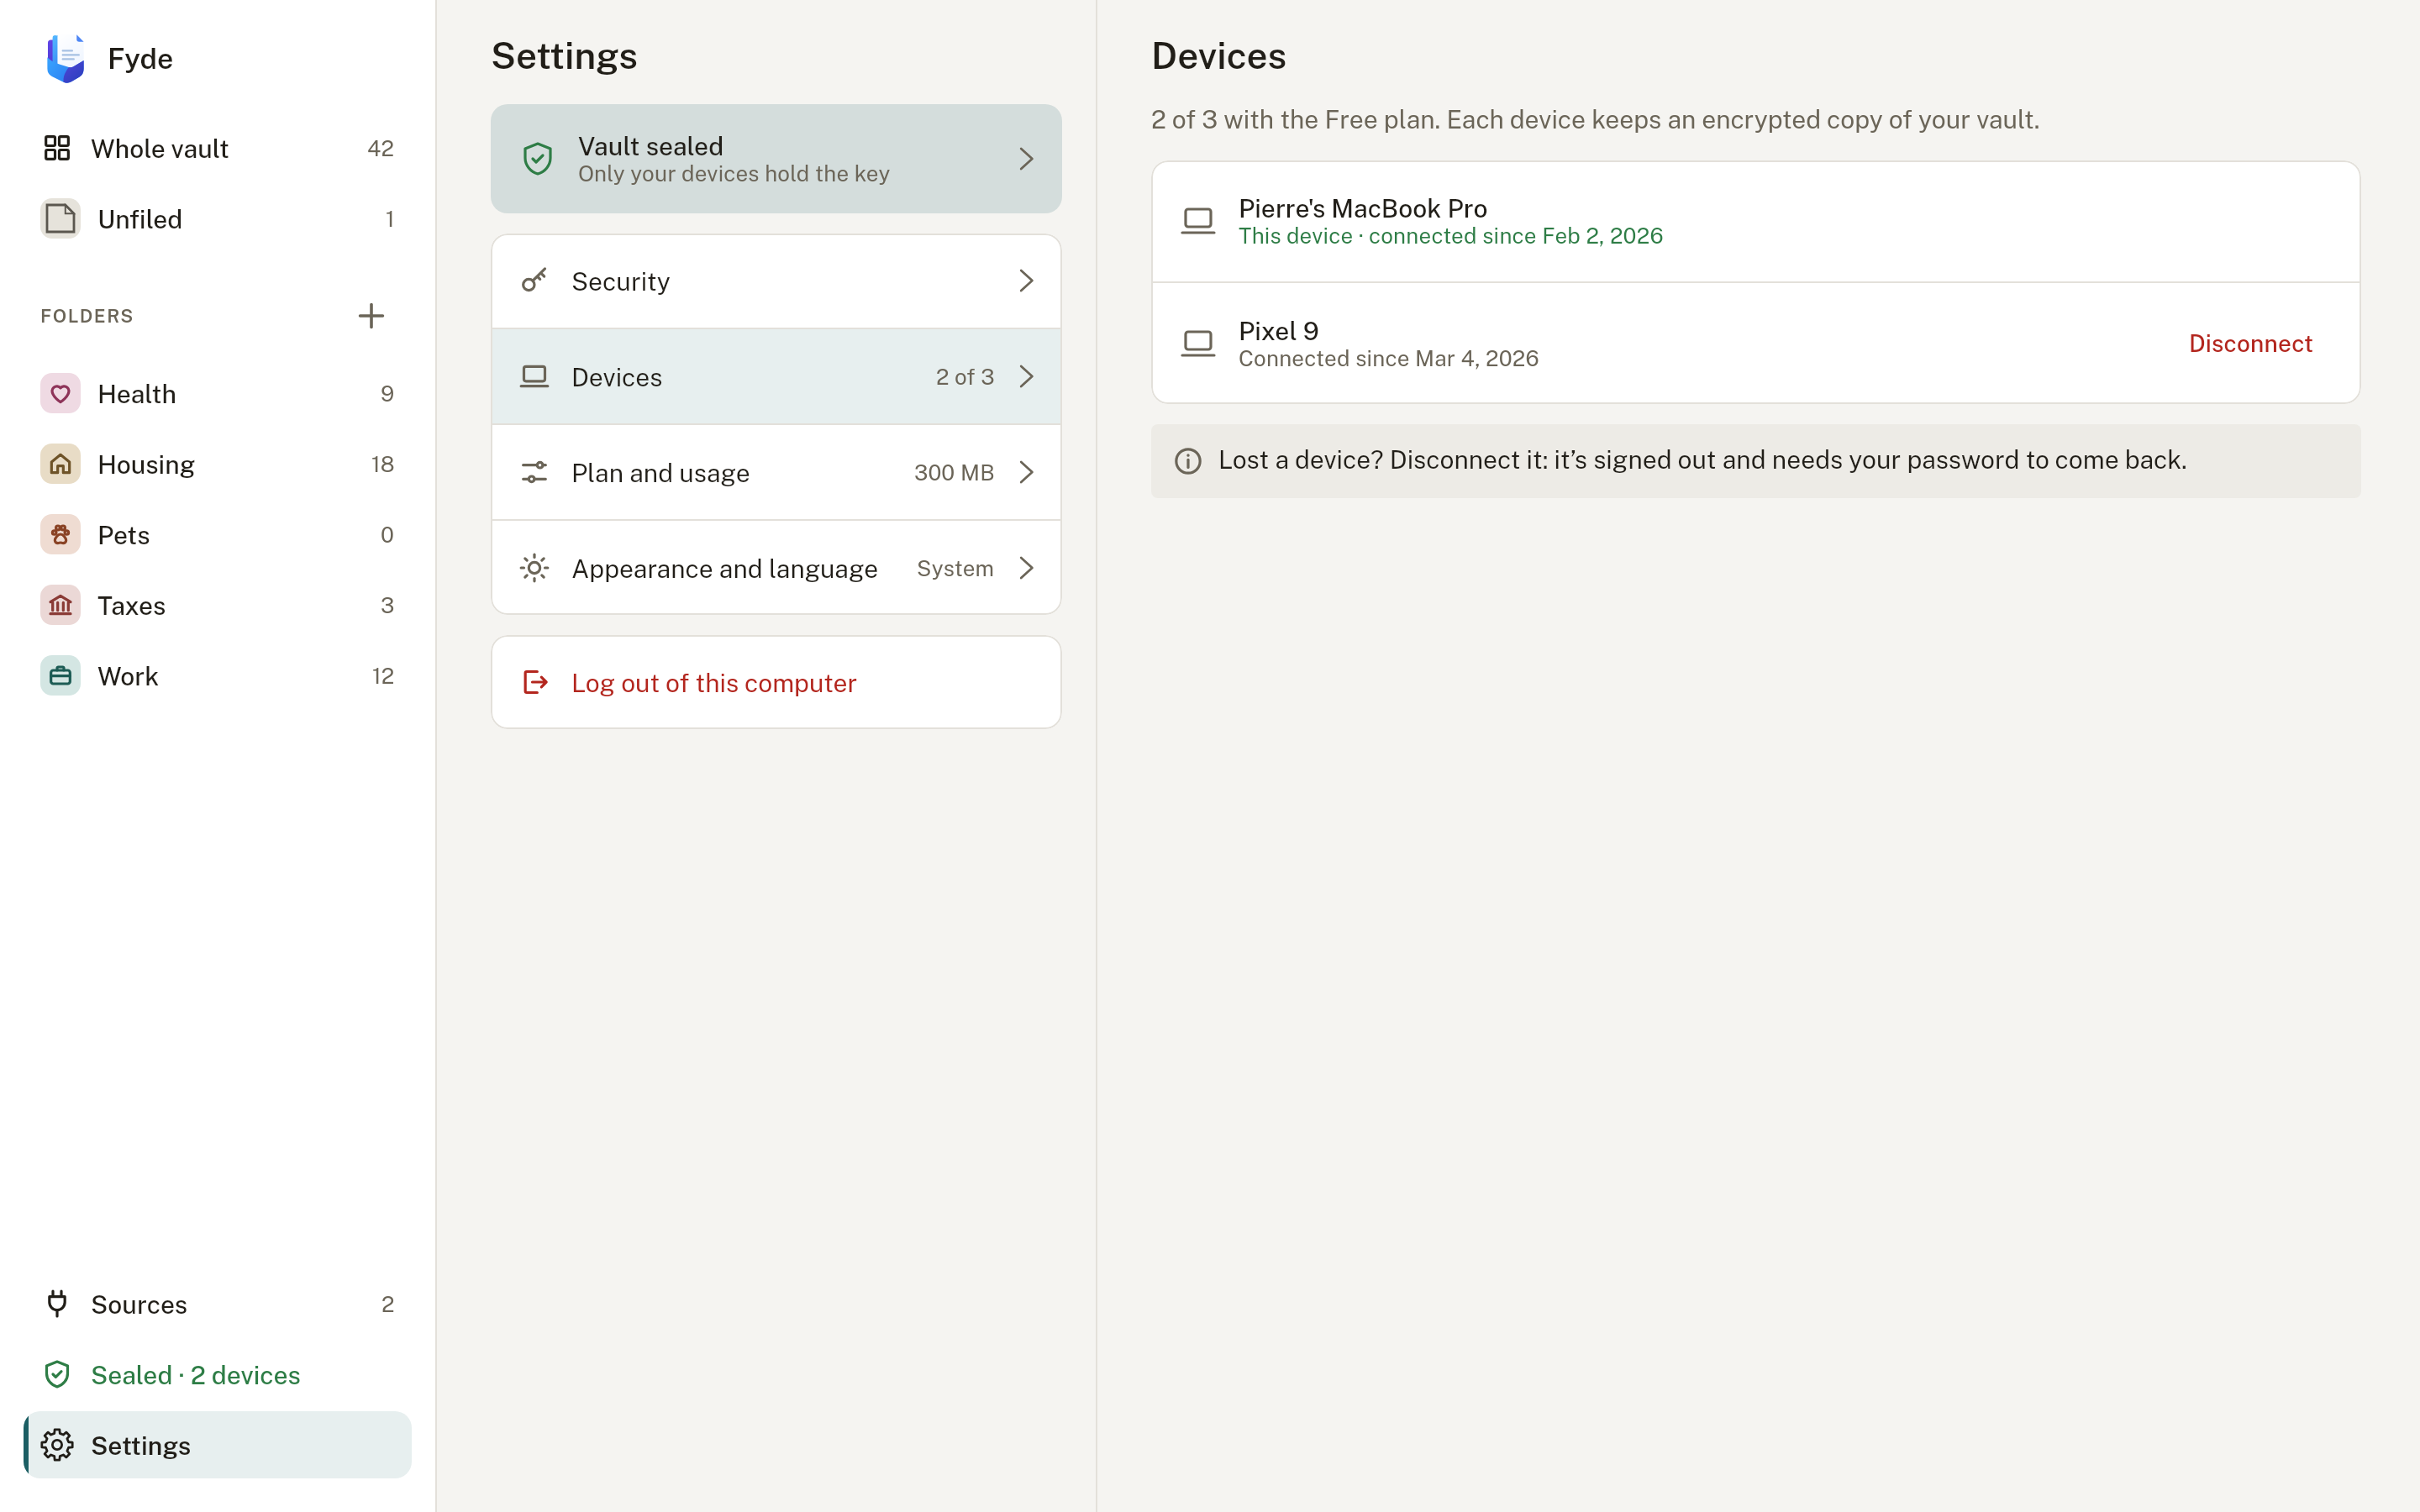 Fyde
Whole vault 42
Unfiled 1
FOLDERS
Health 9
Housing 18
Pets 0
Taxes 3
Work 12
Sources 2
Sealed · 2 devices
Settings
Settings
Vault sealed
Only your devices hold the key
Security
Devices 2 of 3
Plan and usage 300 MB
Appearance and language System
Log out of this computer
Devices
2 of 3 with the Free plan. Each device keeps an encrypted copy of your vault.
Pierre's MacBook Pro
This device · connected since Feb 2, 2026
Pixel 9
Connected since Mar 4, 2026
Disconnect
Lost a device? Disconnect it: it’s signed out and needs your password to come back.